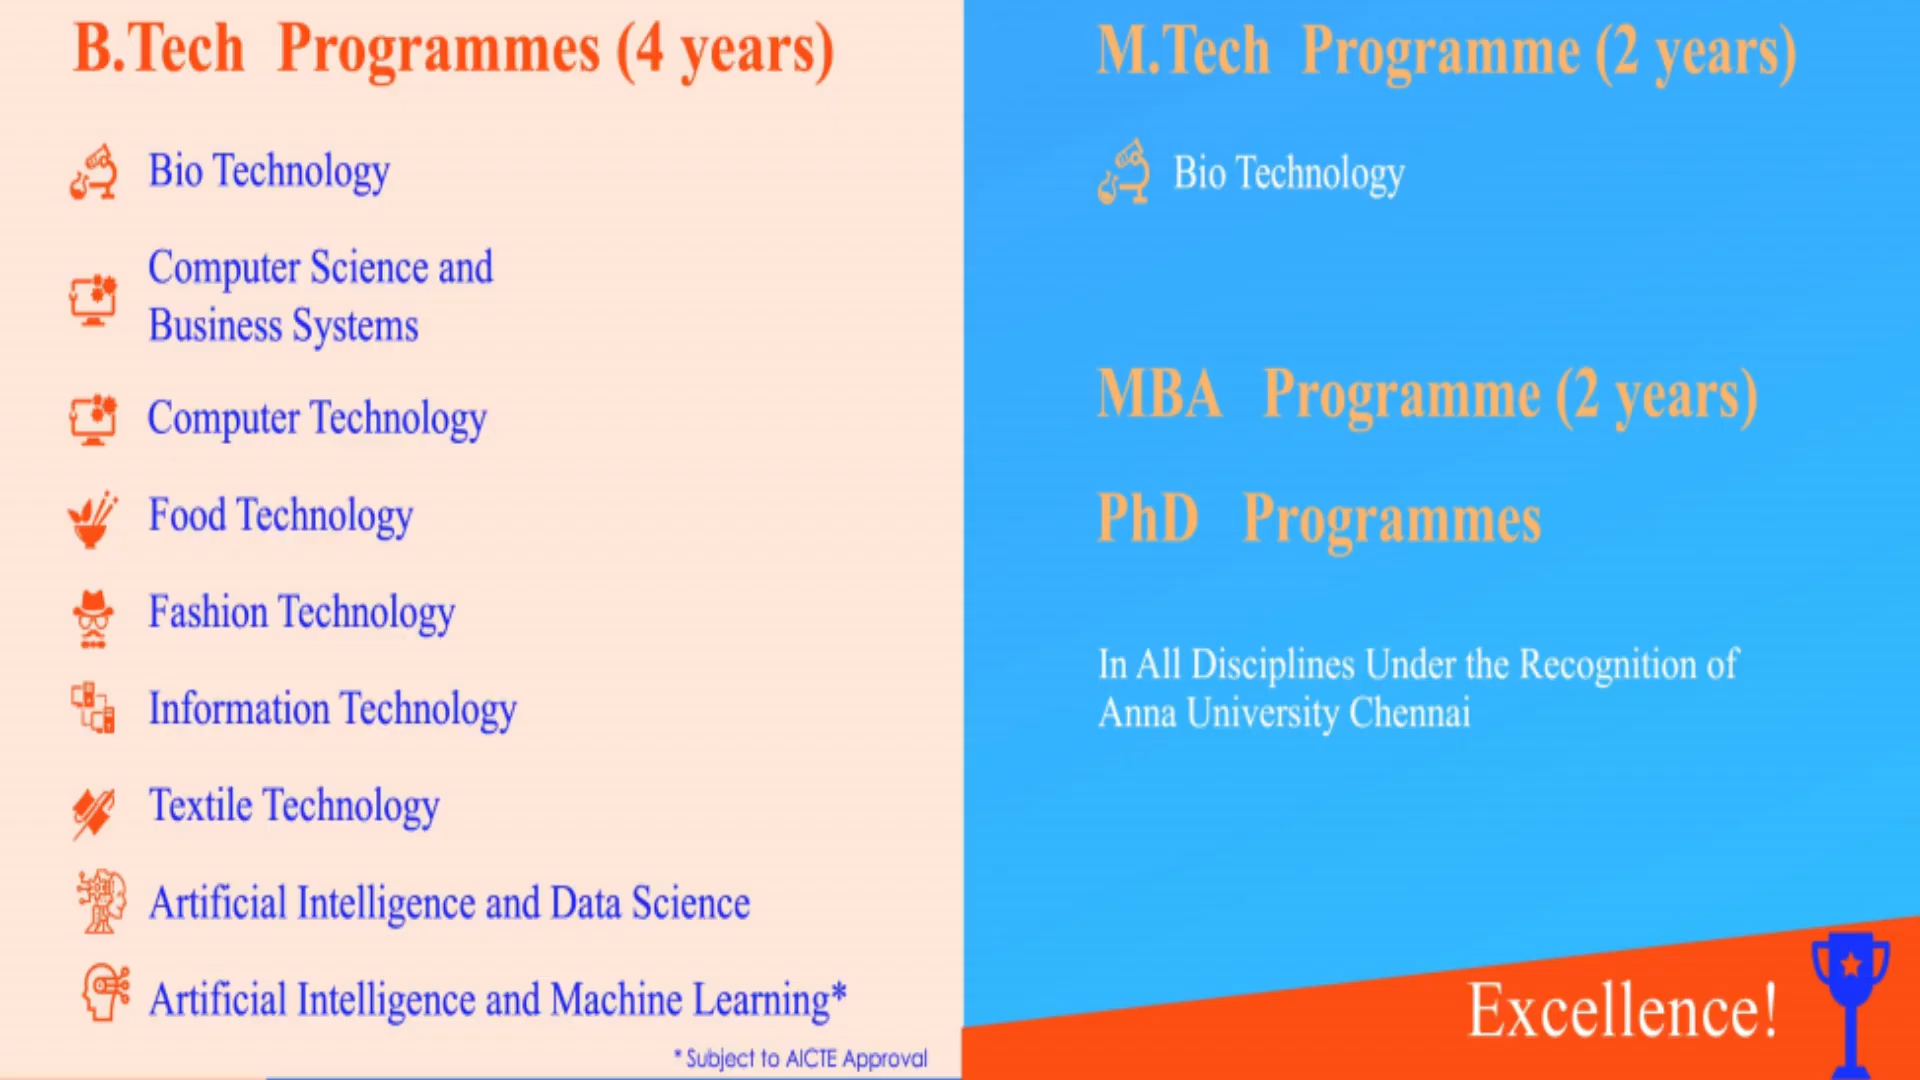 B.Tech Programmes (4 years)
Bio Technology
Computer Science and
Business Systems
Computer Technology
Food Technology
Fashion Technology
Information Technology
Textile Technology
Artificial Intelligence and Data Science
Artificial Intelligence and Machine Learning*
* Subject to AICTE Approval
M.Tech Programme (2 years)
Bio Technology
MBA Programme (2 years)
PhD Programmes
In All Disciplines Under the Recognition of
Anna University Chennai
Excellence!